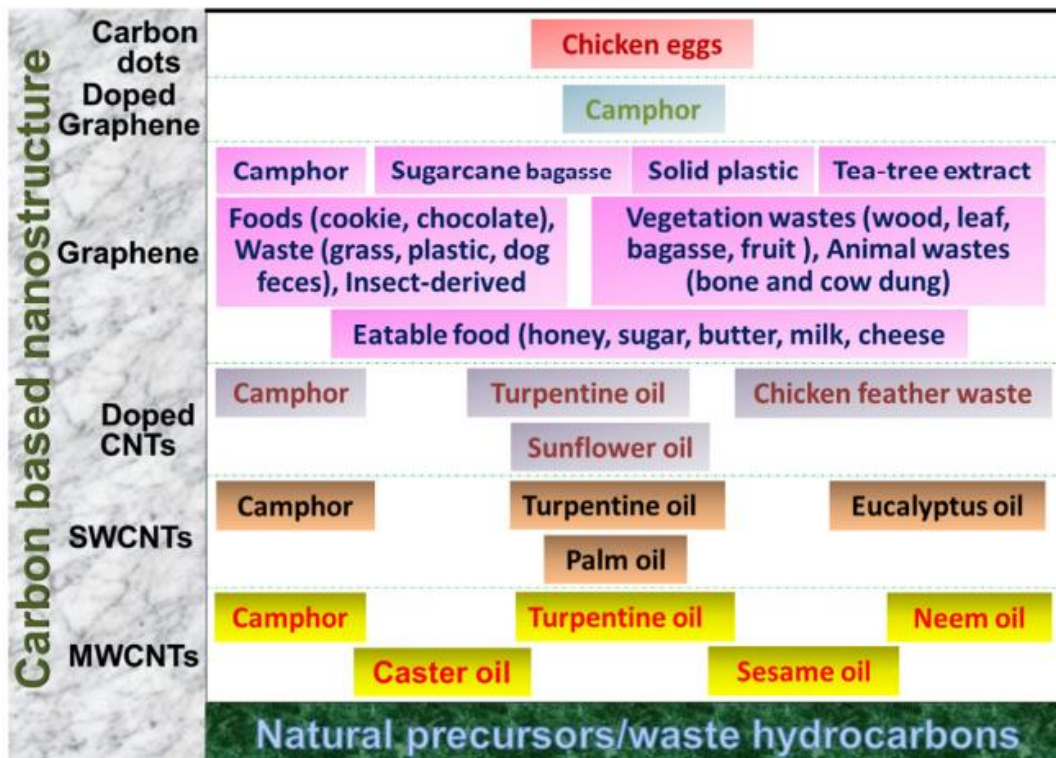 Carbon based nanostructure
Carbon
dots
Chicken eggs
Doped
Graphene
Camphor
Graphene
Camphor
Sugarcane bagasse
Solid plastic
Tea-tree extract
Foods (cookie, chocolate),
Waste (grass, plastic, dog
feces), Insect-derived
Vegetation wastes (wood, leaf,
bagasse, fruit ), Animal wastes
(bone and cow dung)
Eatable food (honey, sugar, butter, milk, cheese
Doped
CNTs
Camphor
Turpentine oil
Chicken feather waste
Sunflower oil
SWCNTs
Camphor
Turpentine oil
Eucalyptus oil
Palm oil
MWCNTs
Camphor
Turpentine oil
Neem oil
Caster oil
Sesame oil
Natural precursors/waste hydrocarbons